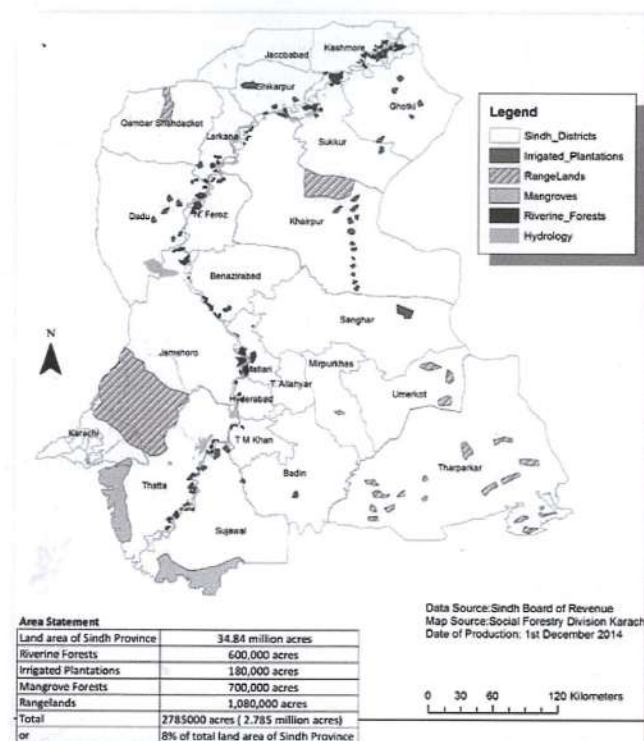 Jacobabad
Kashmore
Shikarpur
Ghotki
Qambar Shahdadkot
Larkana
Sukkur
Dadu
N. Feroz
Khairpur
Benazirabad
Sanghar
N
Jamshoro
Matiari
Mirpurkhas
T. Allahyar
Umerkot
Hyderabad
Karachi
T M Khan
Thatta
Badin
Tharparkar
Sujawal
Legend
Sindh_Districts
Irrigated_Plantations
RangeLands
Mangroves
Riverine_Forests
Hydrology
Data Source:Sindh Board of Revenue
Map Source:Social Forestry Division Karach
Date of Production: 1st December 2014
0 30 60 120 Kilometers
Area Statement
Land area of Sindh Province 34.84 million acres
Riverine Forests 600,000 acres
Irrigated Plantations 180,000 acres
Mangrove Forests 700,000 acres
Rangelands 1,080,000 acres
Total 2785000 acres ( 2.785 million acres)
or 8% of total land area of Sindh Province